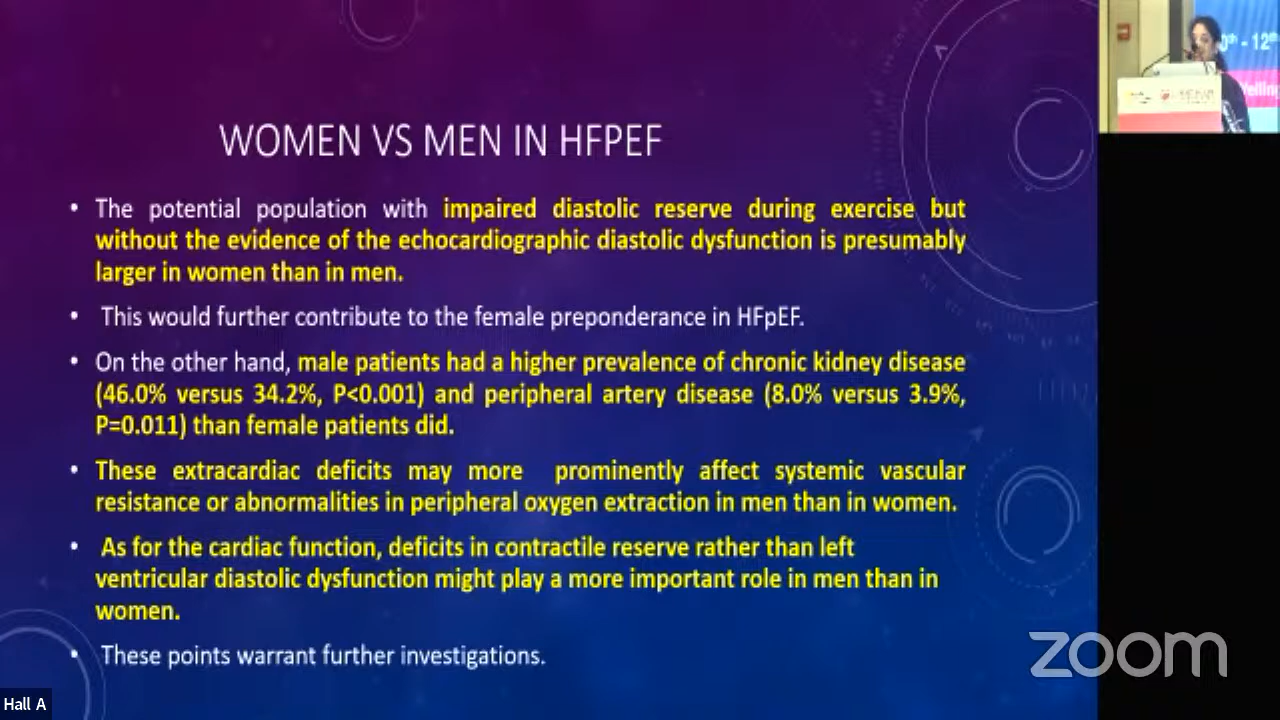 WOMEN VS MEN IN HFPEF
• The potential population with impaired diastolic reserve during exercise but
without the evidence of the echocardiographic diastolic dysfunction is presumably
larger in women than in men.
• This would further contribute to the female preponderance in HFpEF.
• On the other hand, male patients had a higher prevalence of chronic kidney disease
(46.0% versus 34.2%, P<0.001) and peripheral artery disease (8.0% versus 3.9%,
P=0.011) than female patients did.
• These extracardiac deficits may more prominently affect systemic vascular
resistance or abnormalities in peripheral oxygen extraction in men than in women.
• As for the cardiac function, deficits in contractile reserve rather than left
ventricular diastolic dysfunction might play a more important role in men than in
women.
• These points warrant further investigations.
zoom
Hall A